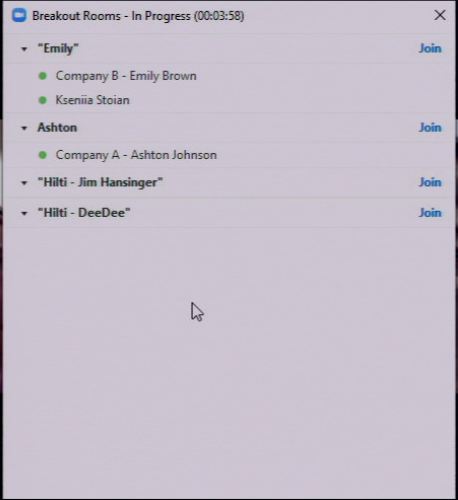 Breakout Rooms - In Progress (00:03:58)
"Emily" Join
Company B - Emily Brown
Kseniia Stoian
Ashton Join
Company A - Ashton Johnson
"Hilti - Jim Hansinger" Join
"Hilti - DeeDee" Join